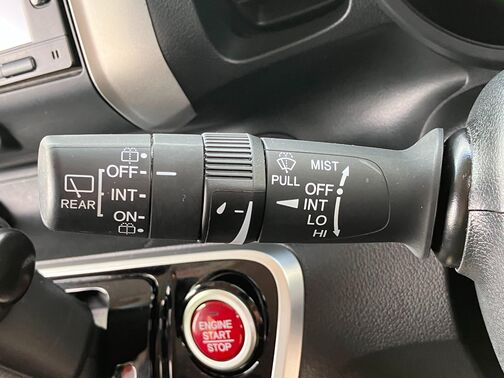 OFF
INT
REAR
ON
MIST
PULL
OFF
INT
LO
HI
ENGINE
START
STOP